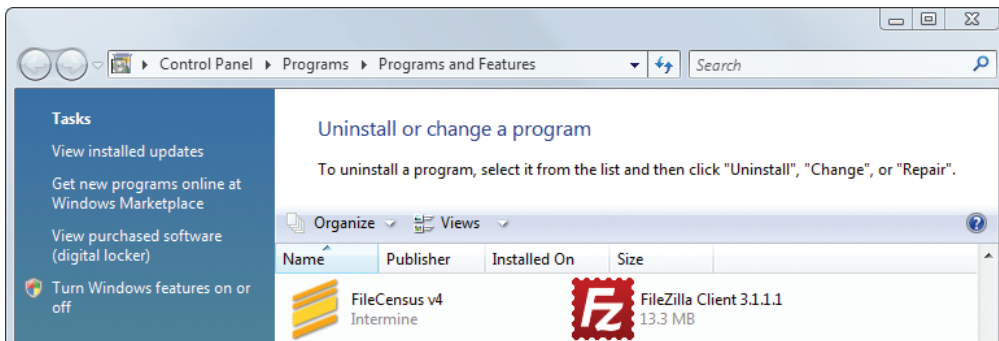 Control Panel ▸ Programs ▸ Programs and Features
Search
Tasks
View installed updates
Get new programs online at
Windows Marketplace
View purchased software
(digital locker)
Turn Windows features on or
off
Uninstall or change a program
To uninstall a program, select it from the list and then click "Uninstall", "Change", or "Repair".
Organize Views
Name Publisher Installed On Size
FileCensus v4
Intermine
Fz
FileZilla Client 3.1.1.1
13.3 MB